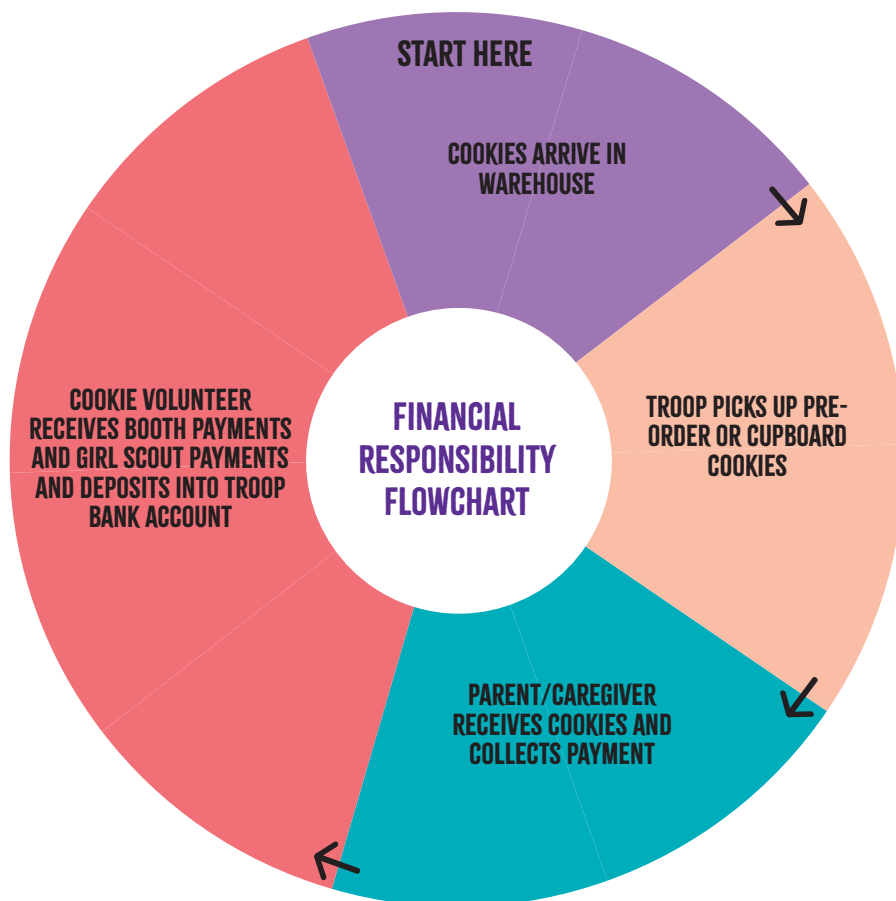 START HERE
COOKIES ARRIVE IN
WAREHOUSE
TROOP PICKS UP PRE-
ORDER OR CUPBOARD
COOKIES
PARENT/CAREGIVER
RECEIVES COOKIES AND
COLLECTS PAYMENT
COOKIE VOLUNTEER
RECEIVES BOOTH PAYMENTS
AND GIRL SCOUT PAYMENTS
AND DEPOSITS INTO TROOP
BANK ACCOUNT
FINANCIAL
RESPONSIBILITY
FLOWCHART